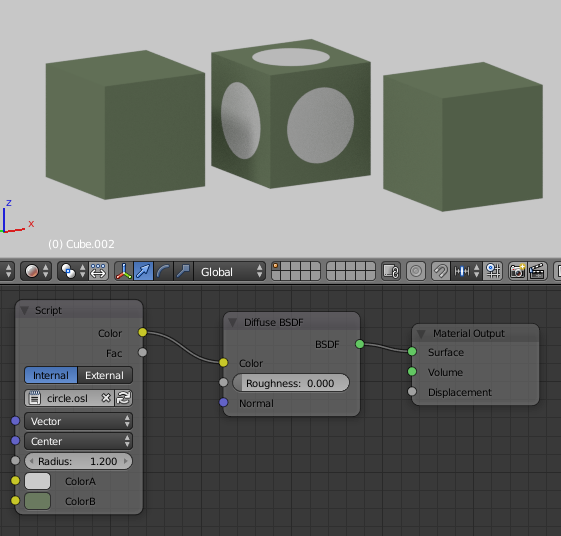 z
x
(0) Cube.002
Global
Script
Color
Fac
Internal External
circle.osl
Vector
Center
Radius: 1.200
ColorA
ColorB
Diffuse BSDF
BSDF
Color
Roughness: 0.000
Normal
Material Output
Surface
Volume
Displacement